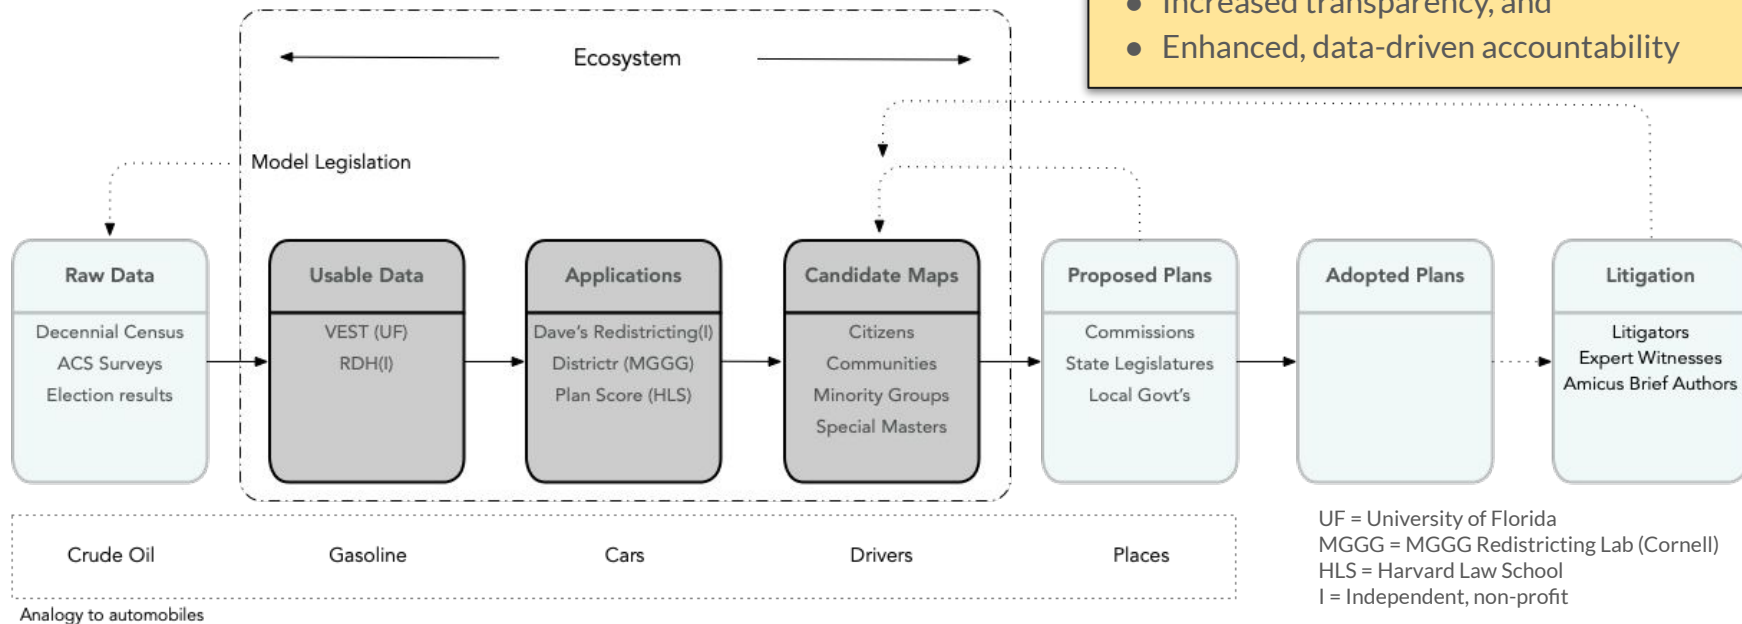 Increased transparency, and
Enhanced, data-driven accountability
Ecosystem
Model Legislation
Raw Data
Decennial Census
ACS Surveys
Election results
Usable Data
VEST (UF)
RDH(I)
Applications
Dave's Redistricting(I)
Districtr (MGGG)
Plan Score (HLS)
Candidate Maps
Citizens
Communities
Minority Groups
Special Masters
Proposed Plans
Commissions
State Legislatures
Local Govt's
Adopted Plans
Litigation
Litigators
Expert Witnesses
Amicus Brief Authors
Crude Oil
Gasoline
Cars
Drivers
Places
Analogy to automobiles
UF = University of Florida
MGGG = MGGG Redistricting Lab (Cornell)
HLS = Harvard Law School
I = Independent, non-profit